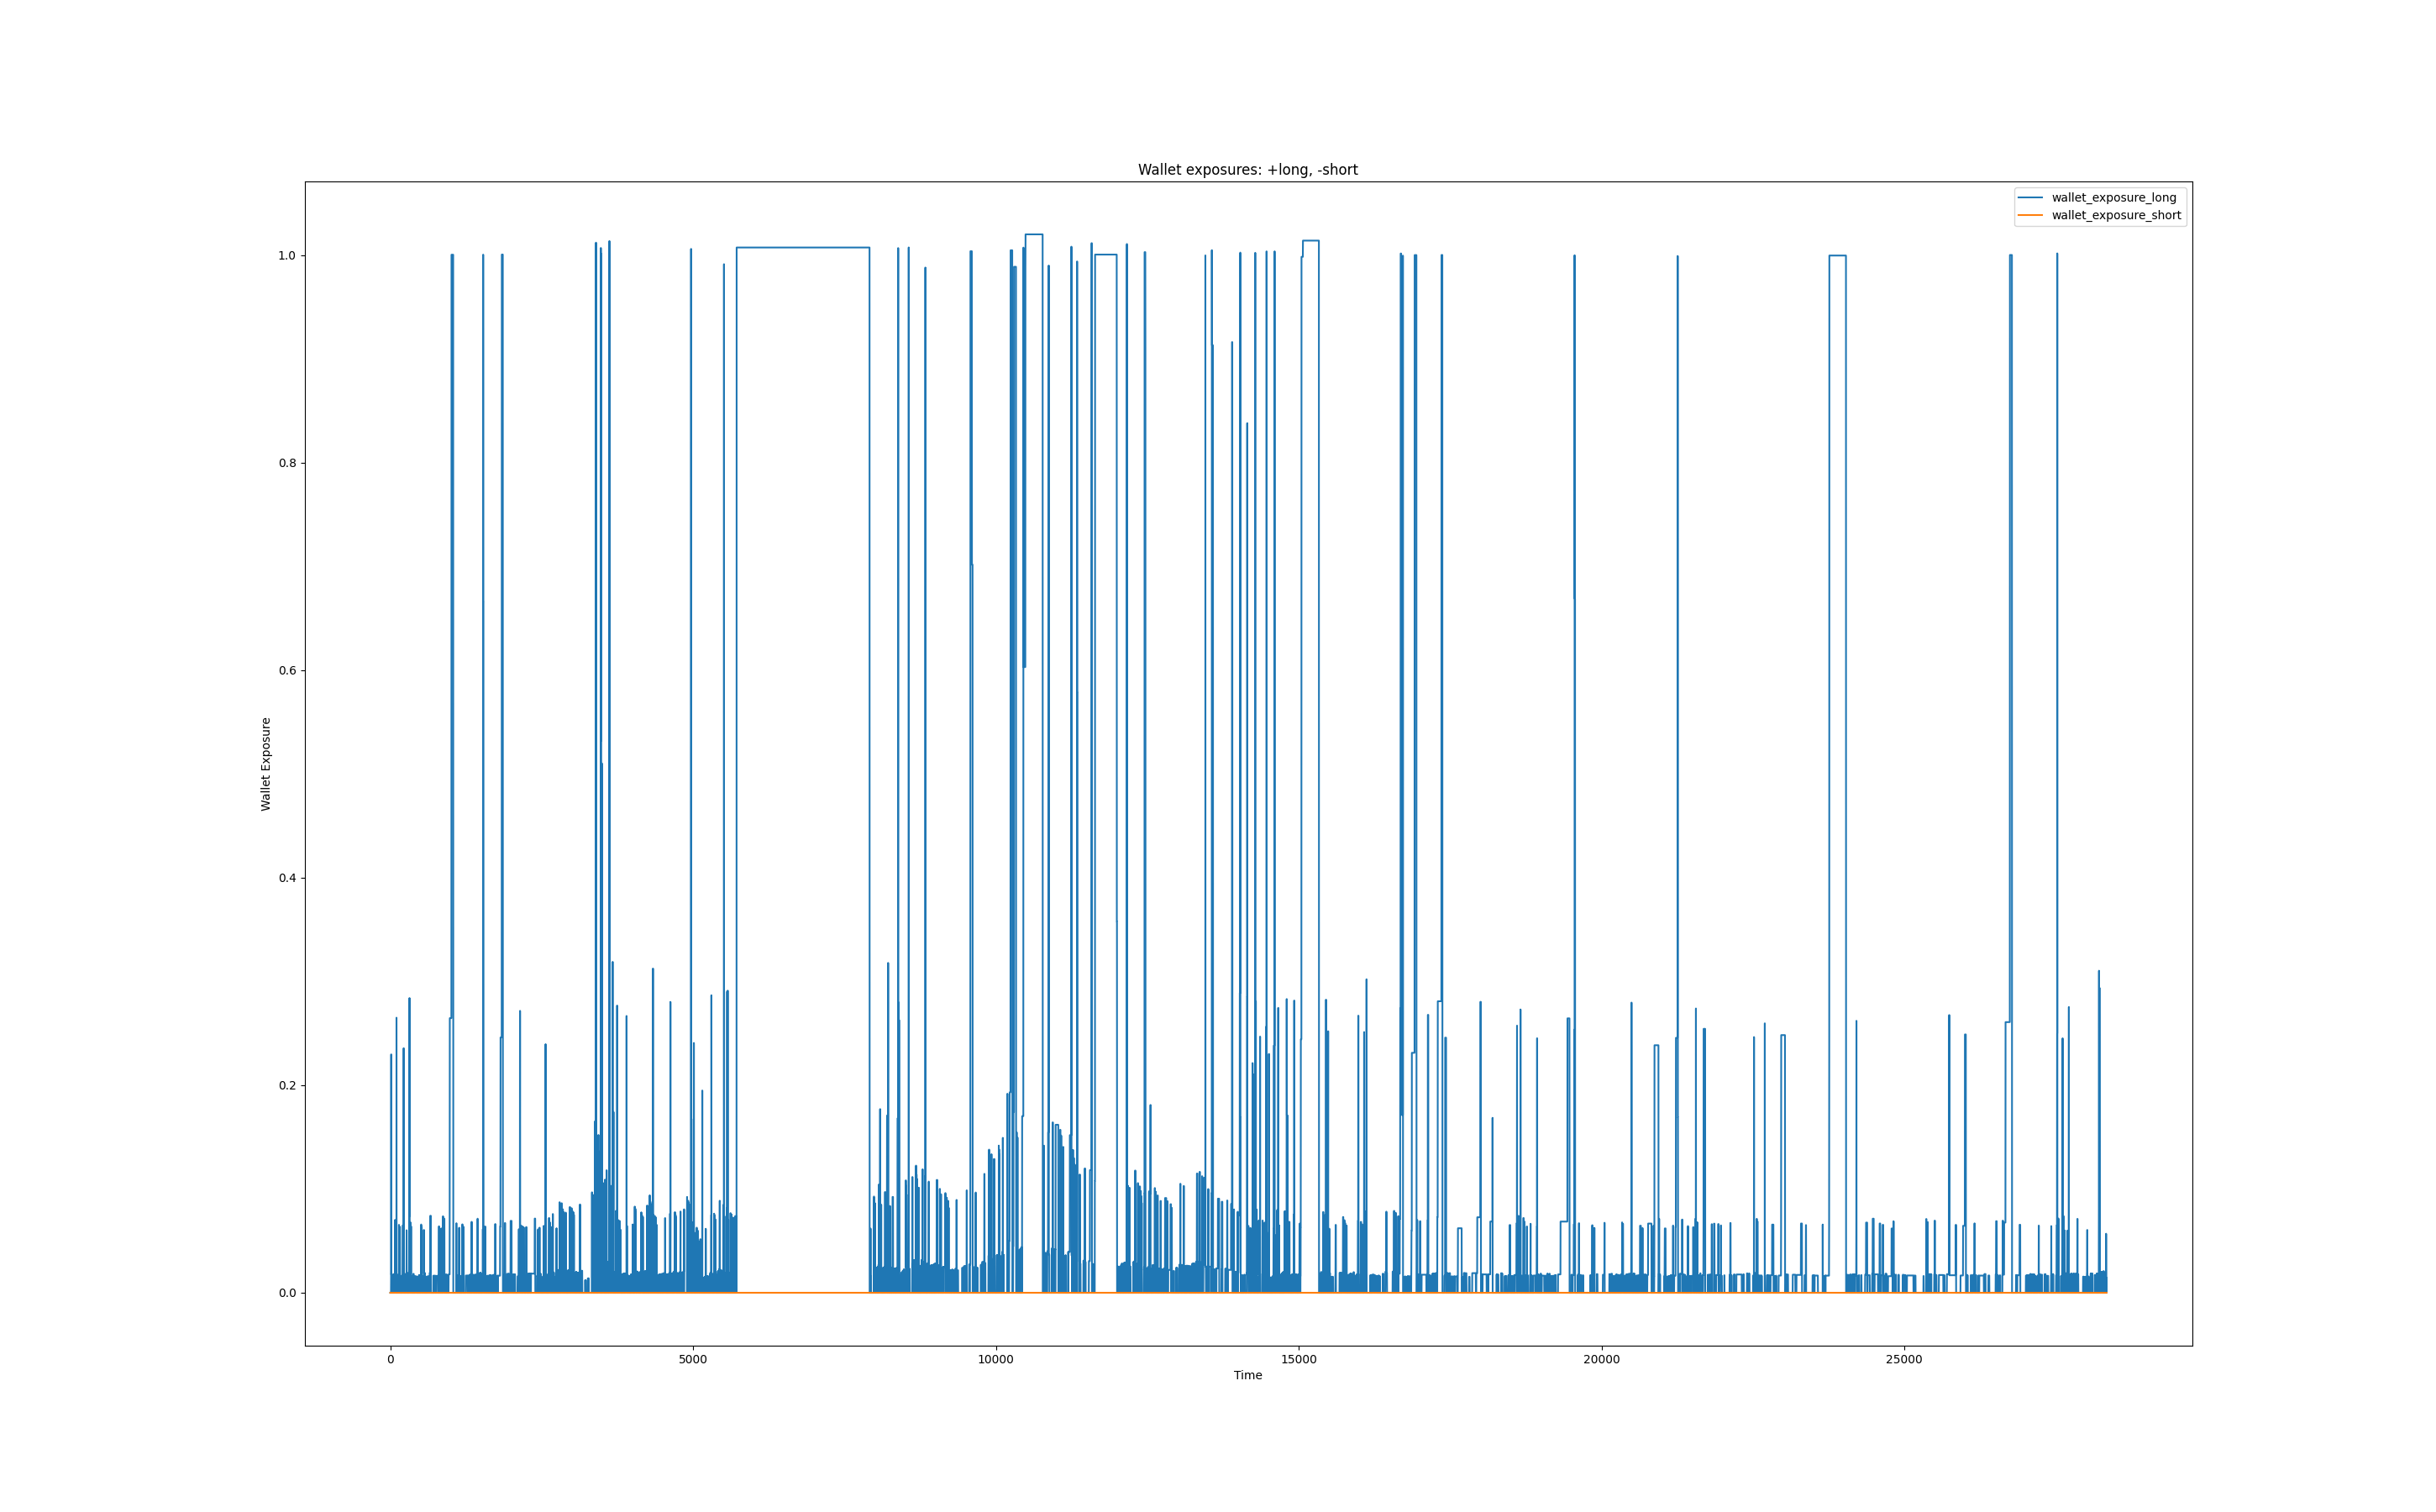 Wallet exposures: +long, -short
wallet_exposure_long
wallet_exposure_short
1.0
0.8
0.6
0.4
0.2
0.0
Wallet Exposure
0 5000 10000 15000 20000 25000
Time